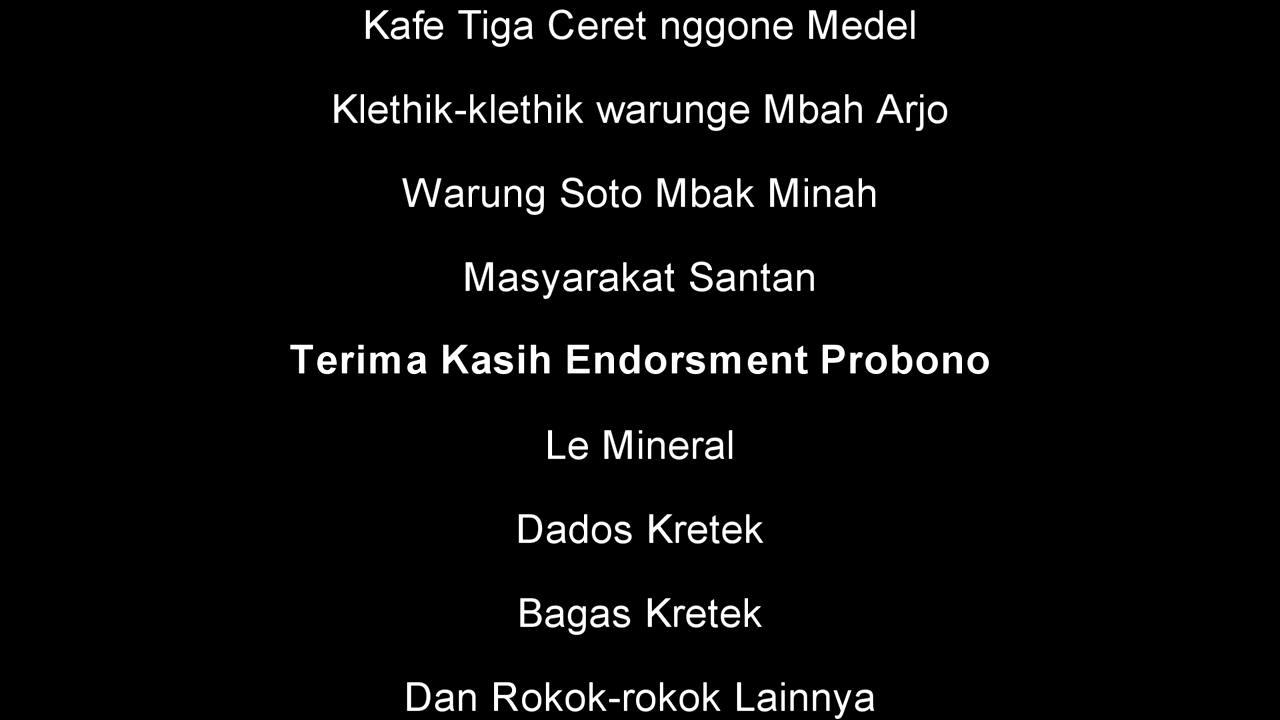 Kafe Tiga Ceret nggone Medel
Klethik-klethik warunge Mbah Arjo
Warung Soto Mbak Minah
Masyarakat Santan
Terima Kasih Endorsment Probono
Le Mineral
Dados Kretek
Bagas Kretek
Dan Rokok-rokok Lainnya